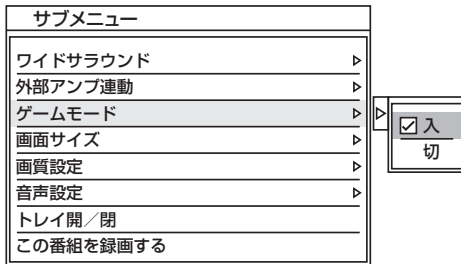 サブメニュー
ワイドサラウンド
外部アンプ連動
ゲームモード
画面サイズ
画質設定
音声設定
トレイ開／閉
この番組を録画する
入
切